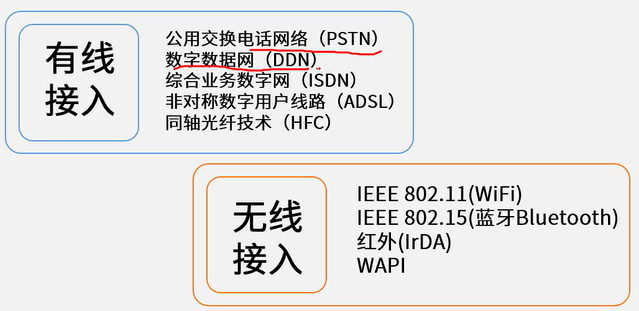 有线
接入
公用交换电话网络（PSTN）
数字数据网（DDN）
综合业务数字网（ISDN）
非对称数字用户线路（ADSL）
同轴光纤技术（HFC）
无线
接入
IEEE 802.11(WiFi)
IEEE 802.15(蓝牙Bluetooth)
红外(IrDA)
WAPI